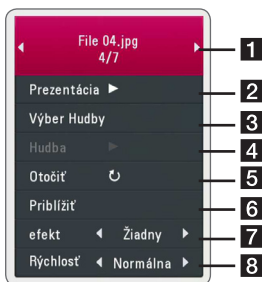 File 04.jpg
4/7
1
Prezentácia
2
Výber Hudby
3
Hudba
4
Otočiť
5
Priblížiť
6
efekt Žiadny
7
Rýchlosť Normálna
8